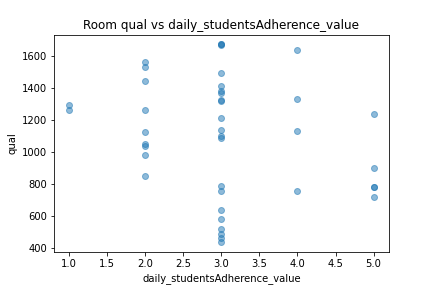 Room qual vs daily_studentsAdherence_value
1600
1400
1200
1000
800
600
400
qual
1.0 1.5 2.0 2.5 3.0 3.5 4.0 4.5 5.0
daily_studentsAdherence_value